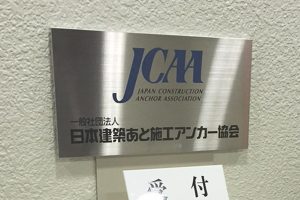 JCAA
JAPAN CONSTRUCTION
ANCHOR ASSOCIATION
一般社団法人
日本建築あと施工アンカー協会
受付